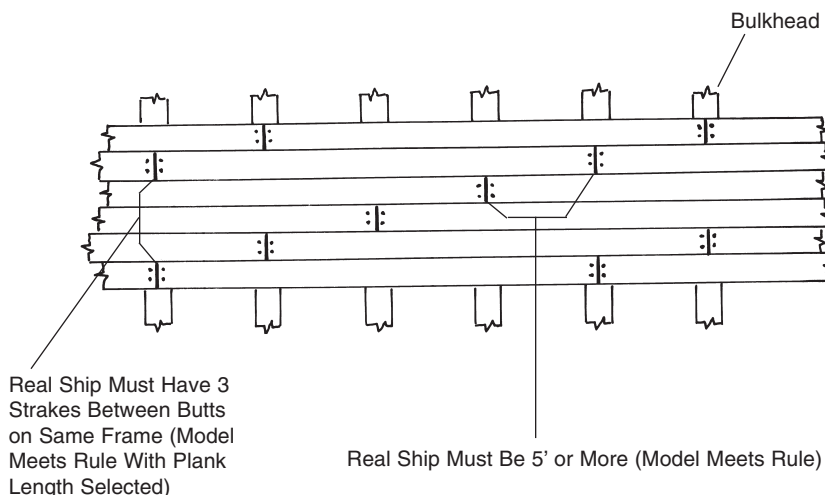 Bulkhead
Real Ship Must Have 3
Strakes Between Butts
on Same Frame (Model
Meets Rule With Plank
Length Selected)
Real Ship Must Be 5' or More (Model Meets Rule)